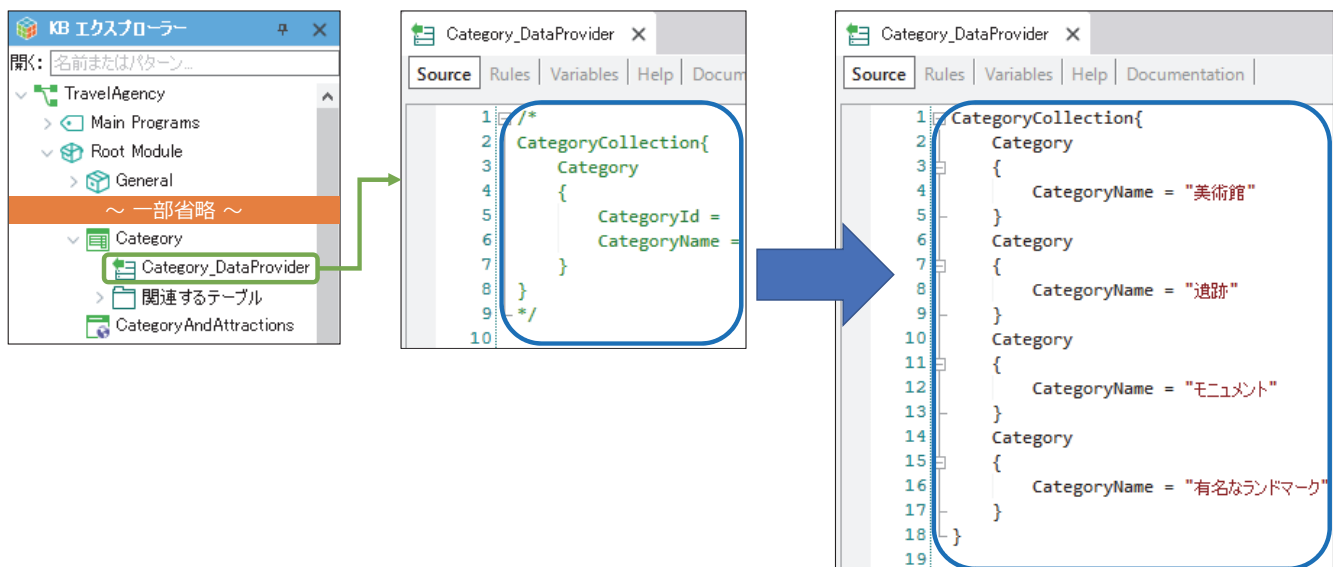 KB エクスプローラー
開く: 名前またはパターン...
TravelAgency
Main Programs
Root Module
General
～ 一部省略 ～
Category
Category_DataProvider
関連するテーブル
CategoryAndAttractions
Category_DataProvider
Source Rules Variables Help Docum
1 /*
2 CategoryCollection{
3 Category
4 {
5 CategoryId =
6 CategoryName =
7 }
8 }
9 */
10
Category_DataProvider
Source Rules Variables Help Documentation
1 CategoryCollection{
2 Category
3 {
4 CategoryName = "美術館"
5 }
6 Category
7 {
8 CategoryName = "遺跡"
9 }
10 Category
11 {
12 CategoryName = "モニュメント"
13 }
14 Category
15 {
16 CategoryName = "有名なランドマーク"
17 }
18 }
19